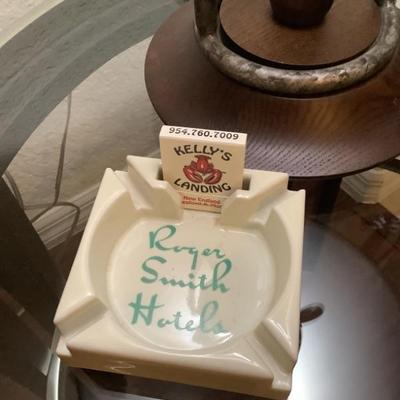 954.760.7009
KELLY'S
LANDING
New England
Roger
Smith
Hotels